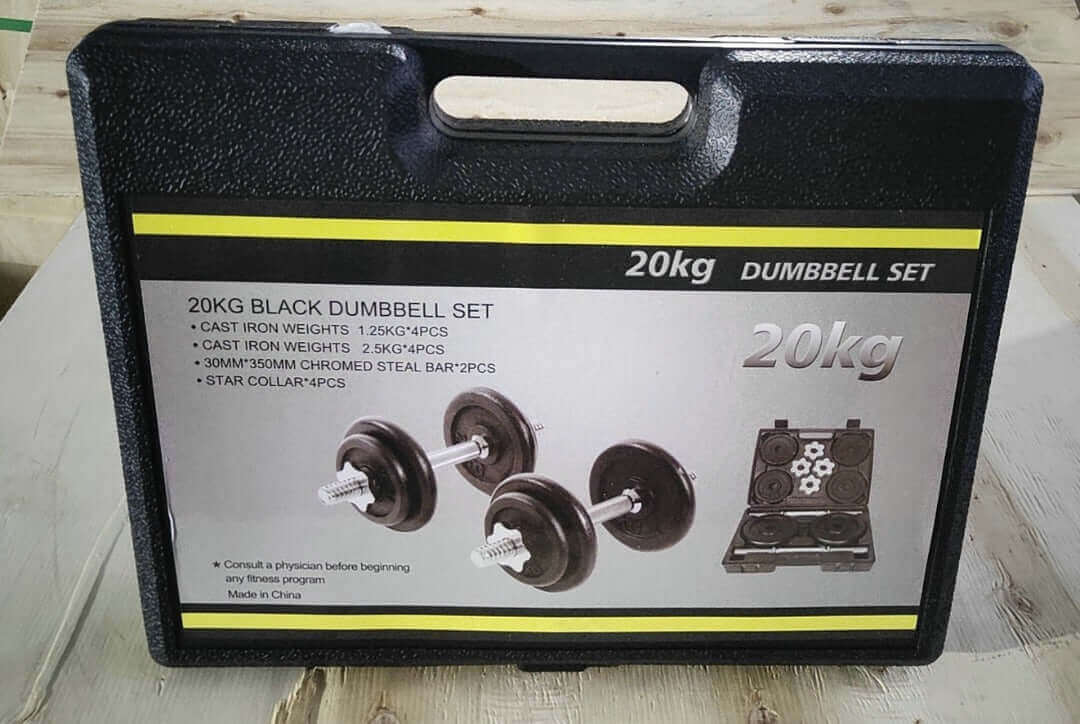 20kg DUMBBELL SET
20KG BLACK DUMBBELL SET
• CAST IRON WEIGHTS 1.25KG*4PCS
• CAST IRON WEIGHTS 2.5KG*4PCS
• 30MM*350MM CHROMED STEAL BAR*2PCS
• STAR COLLAR*4PCS
20kg
★ Consult a physician before beginning
any fitness program
Made in China